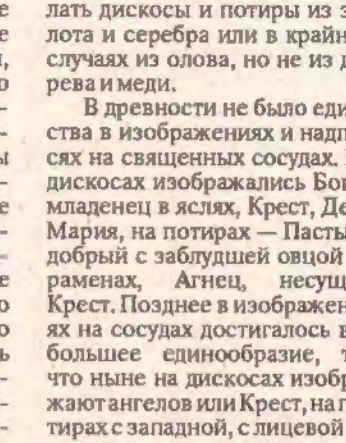 лать дискосы и потиры из з
лота и серебра или в крайн
случаях из олова, но не из д
рева и меди.
В древности не было еди
ства в изображениях и надп
сях на священных сосудах.
дискосах изображались Бо
младенец в яслях, Крест, Де
Мария, на потирах — Пасты
добрый с заблудшей овцой
раменах, Агнец, несущ
Крест. Позднее в изображен
ях на сосудах достигалось в
большее единообразие, т
что ныне на дискосах изобр
жают ангелов или Крест, на п
тирах с западной, с лицевой